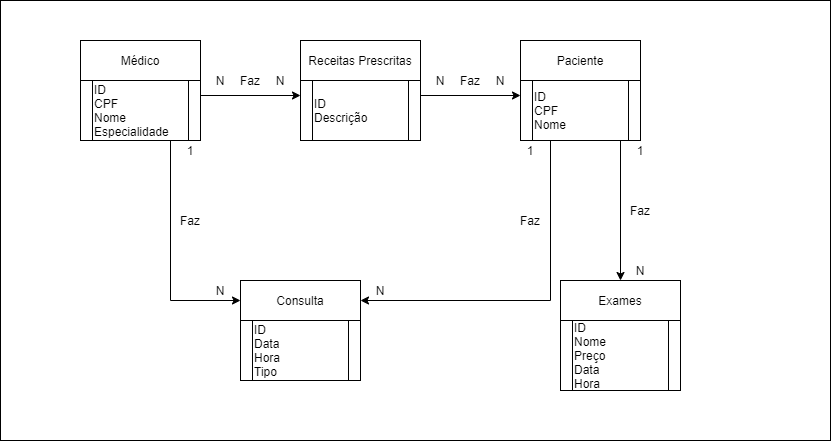 Médico
ID
CPF
Nome
Especialidade
N Faz N
Receitas Prescritas
ID
Descrição
N Faz N
Paciente
ID
CPF
Nome
1
1
1
Faz
Faz
Faz
N
N
N
Consulta
ID
Data
Hora
Tipo
Exames
ID
Nome
Preço
Data
Hora